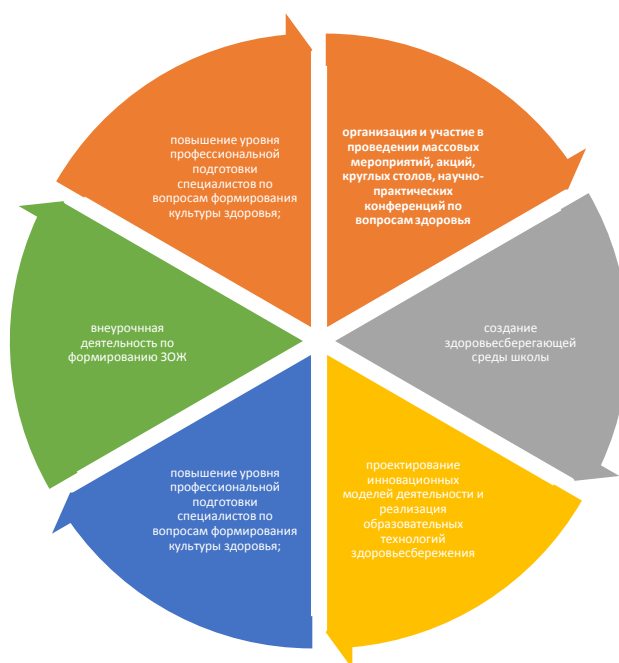 организация и участие в
проведении массовых
мероприятий, акций,
круглых столов, научно-
практических
конференций по
вопросам здоровья
создание
здоровьесберегающей
среды школы
проектирование
инновационных
моделей деятельности и
реализация
образовательных
технологий
здоровьесбережения
повышение уровня
профессиональной
подготовки
специалистов по
вопросам формирования
культуры здоровья;
внеурочнная
деятельность по
формированию ЗОЖ
повышение уровня
профессиональной
подготовки
специалистов по
вопросам формирования
культуры здоровья;